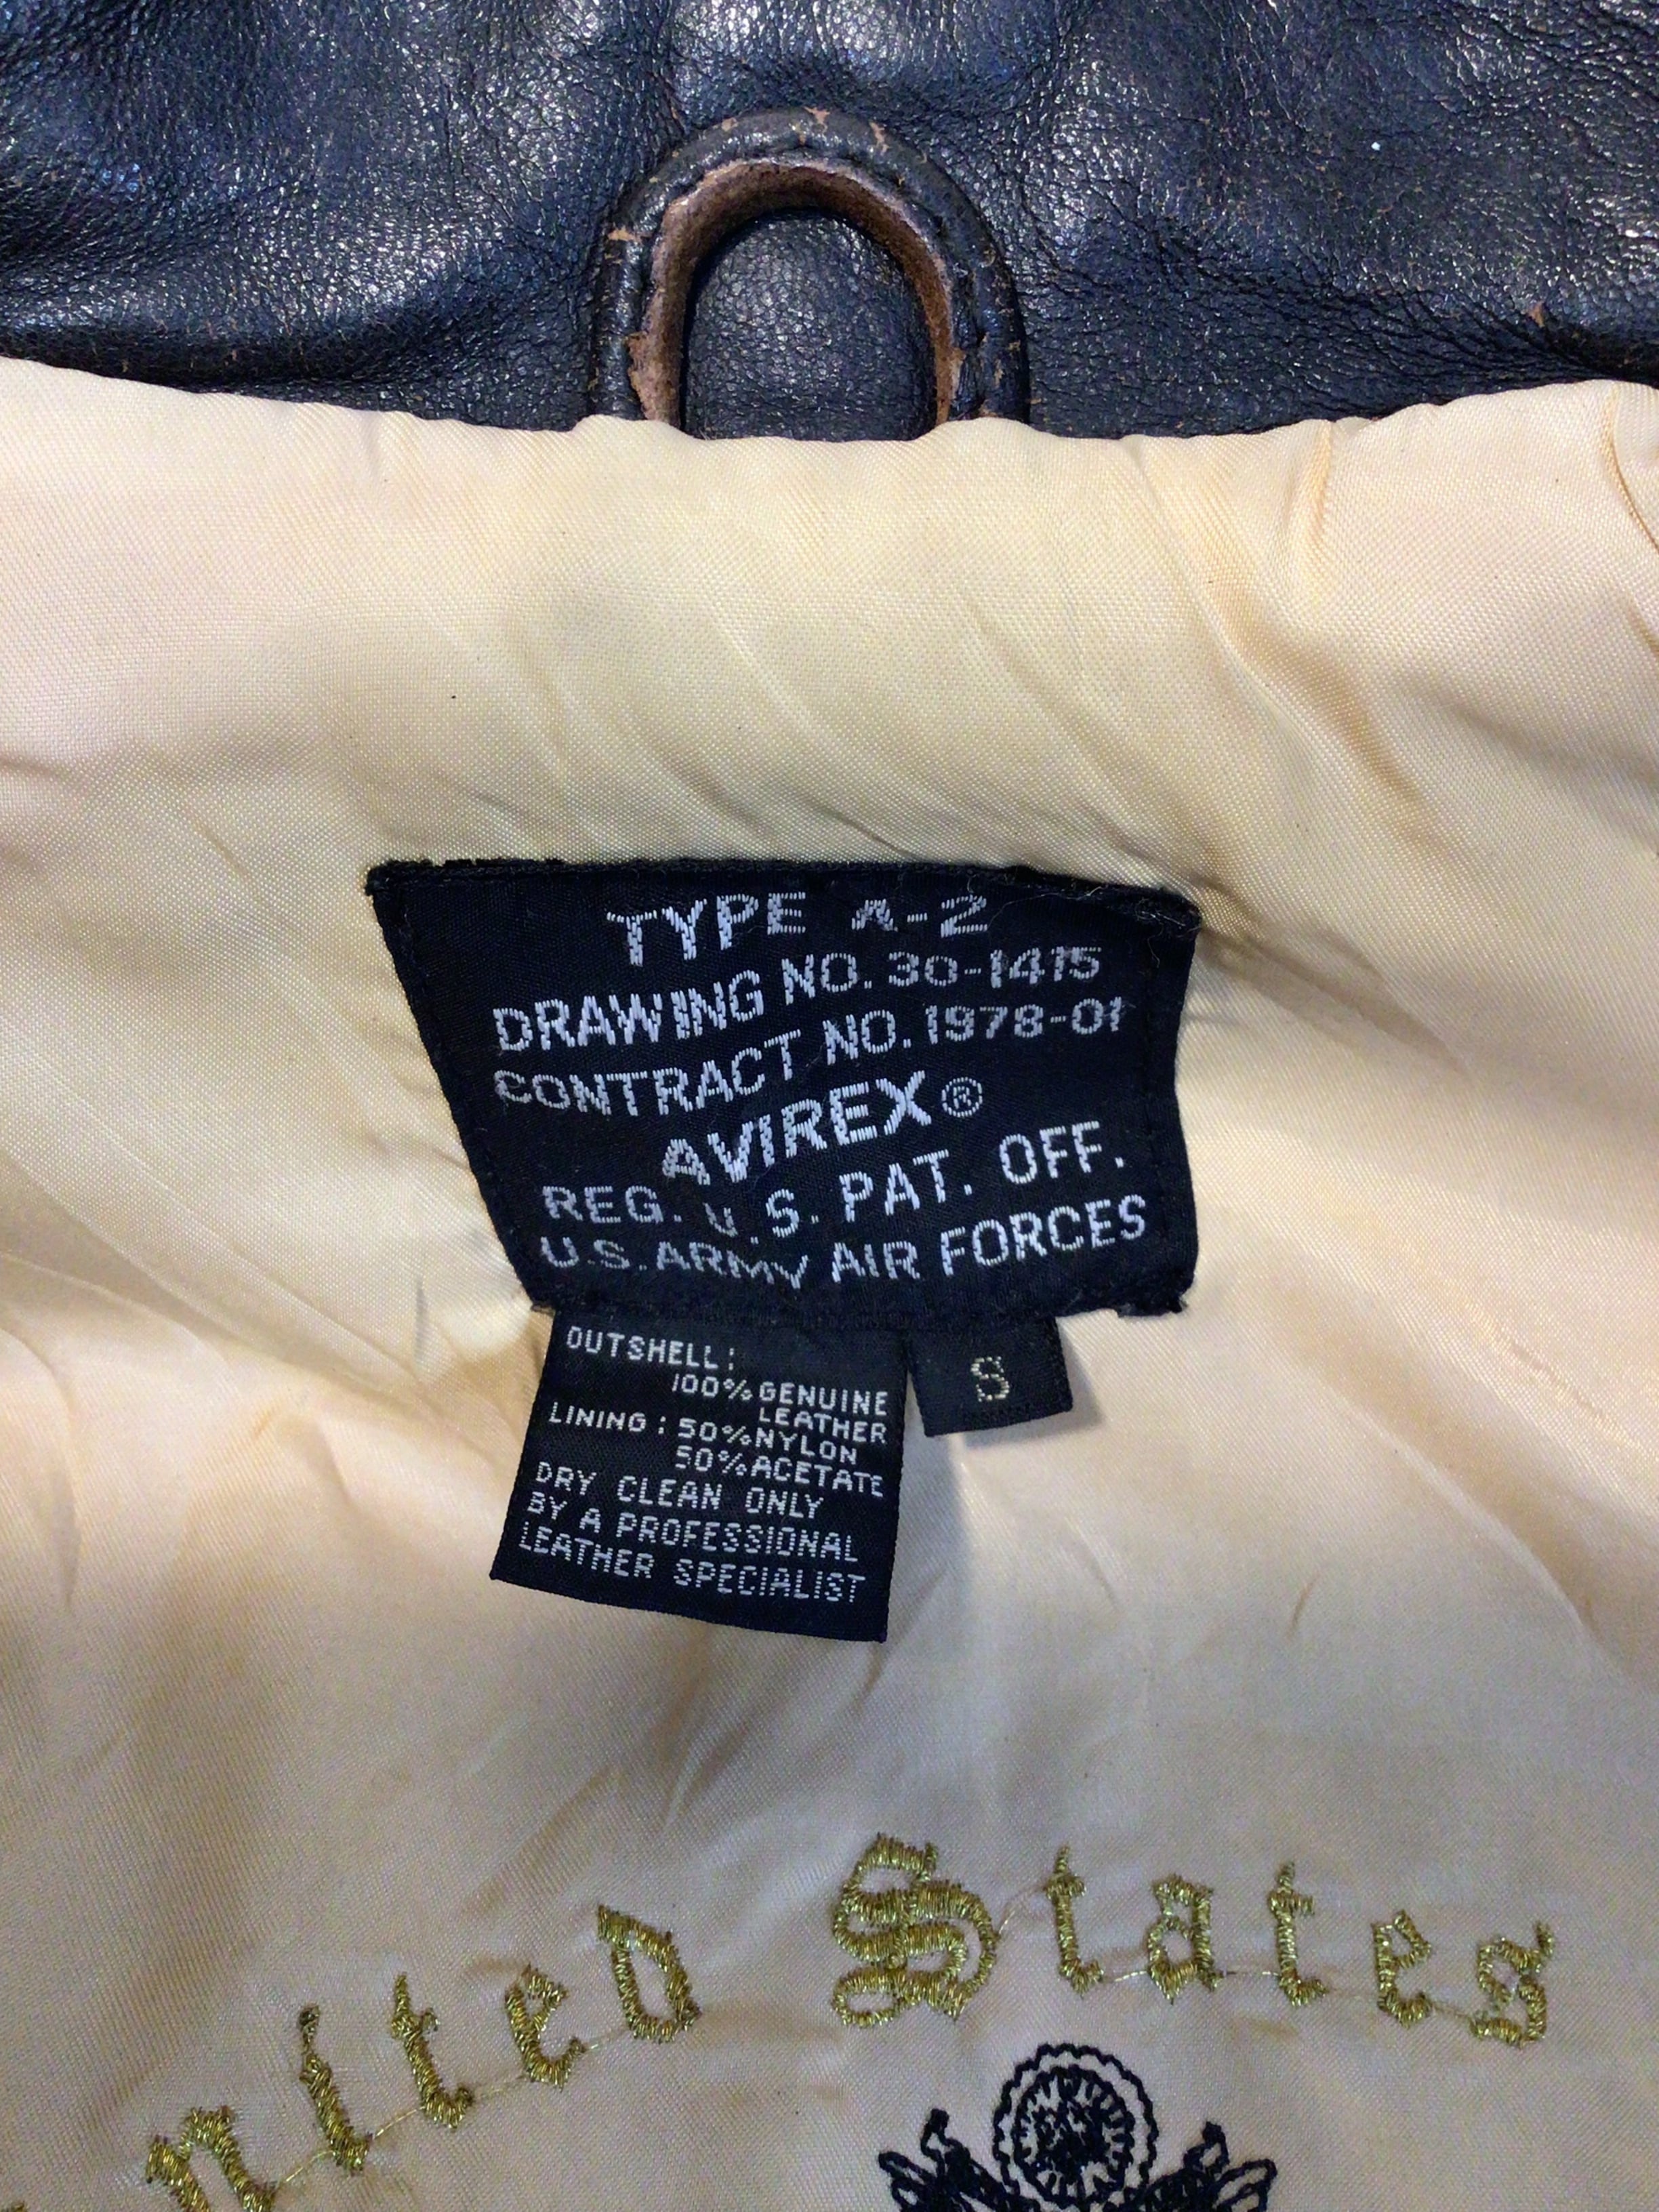 TYPE A-2
DRAWING NO. 30-1415
CONTRACT NO. 1978-01
AVIREX®
REG. U.S. PAT. OFF.
U.S. ARMY AIR FORCES
OUTSHELL:
100% GENUINE
LEATHER
LINING: 50% NYLON
50% ACETATE
DRY CLEAN ONLY
BY A PROFESSIONAL
LEATHER SPECIALIST
S
nited States